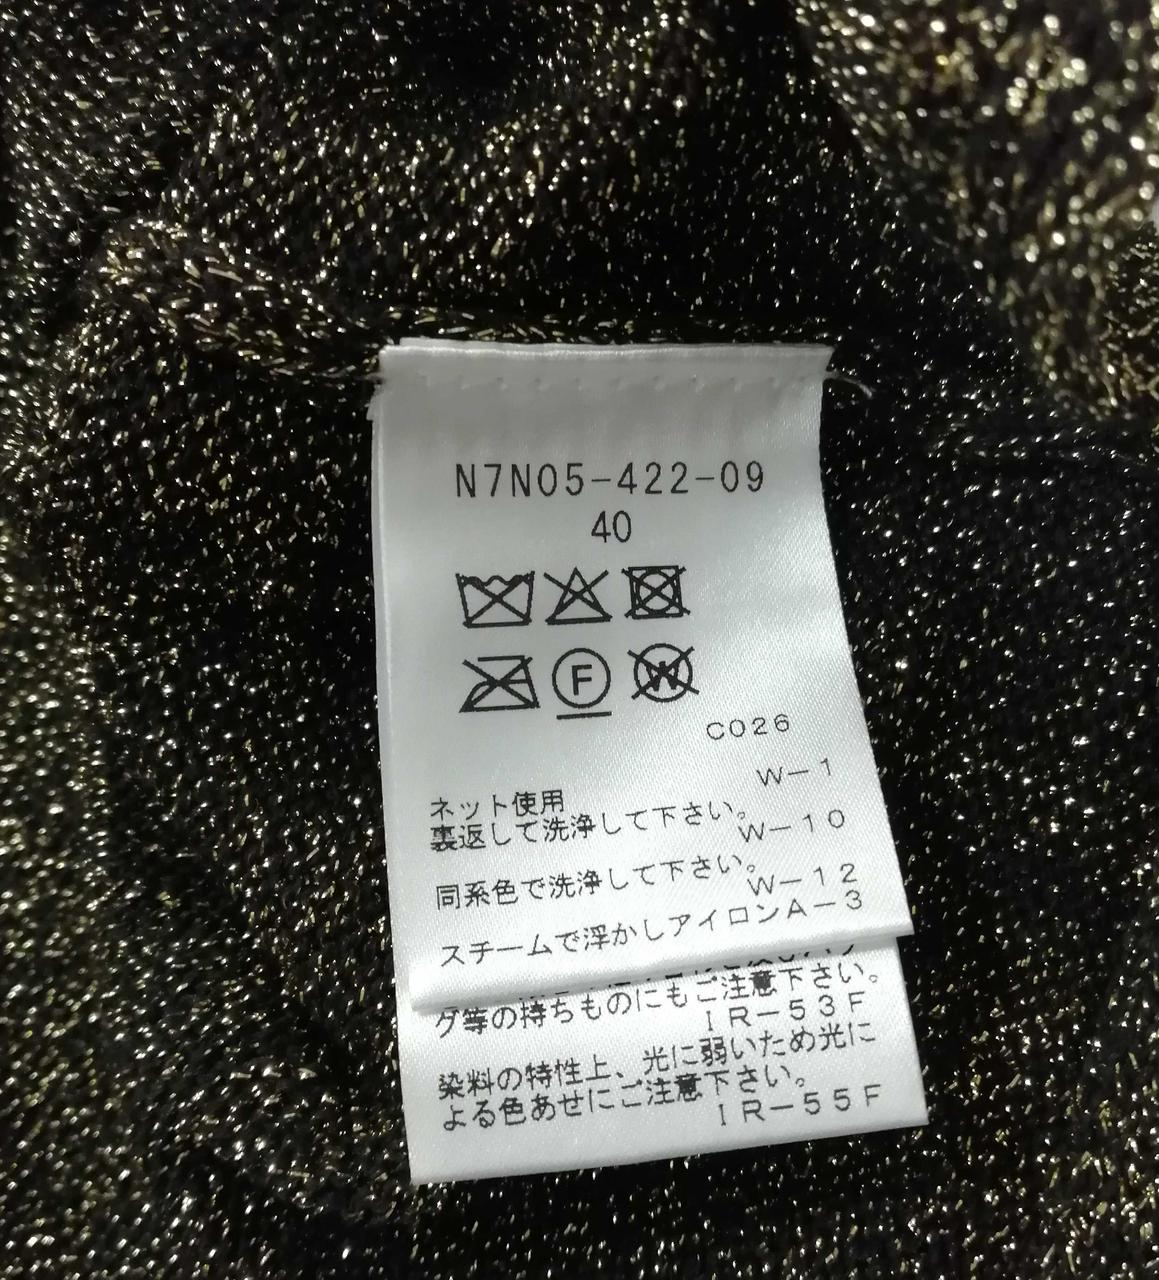 N7N05-422-09
40
F
W
C026
W-1
ネット使用
裏返して洗浄して下さい。
W-10
同系色で洗浄して下さい。
W-12
スチームで浮かしアイロンA-3
グ等の持ちものにもご注意下さい。
IR-53F
染料の特性上、光に弱いため光に
よる色あせにご注意下さい。
IR-55F